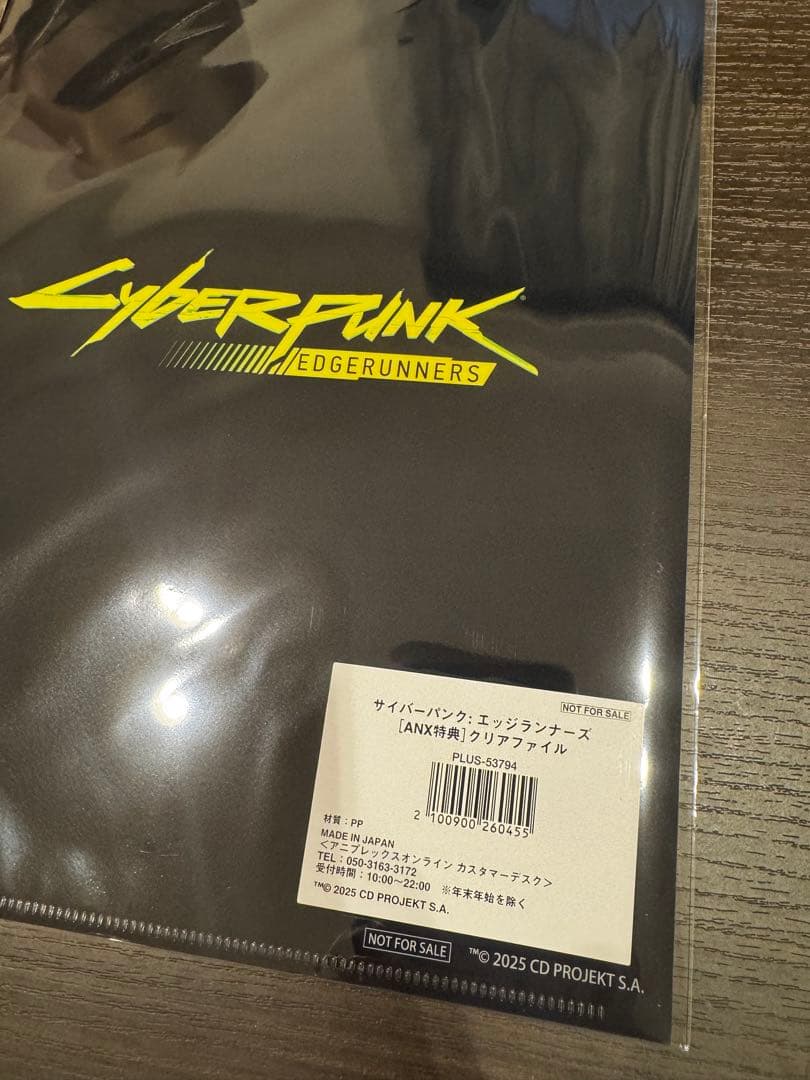 CYBERPUNK
EDGERUNNERS
NOT FOR SALE
サイバーパンク: エッジランナーズ
[ANX特典]クリアファイル
PLUS-53794
2 100900 260455
材質：PP
MADE IN JAPAN
＜アニプレックスオンライン カスタマーデスク＞
TEL：050-3163-3172
受付時間：10:00〜22:00 ※年末年始を除く
™© 2025 CD PROJEKT S.A.
NOT FOR SALE ™© 2025 CD PROJEKT S.A.